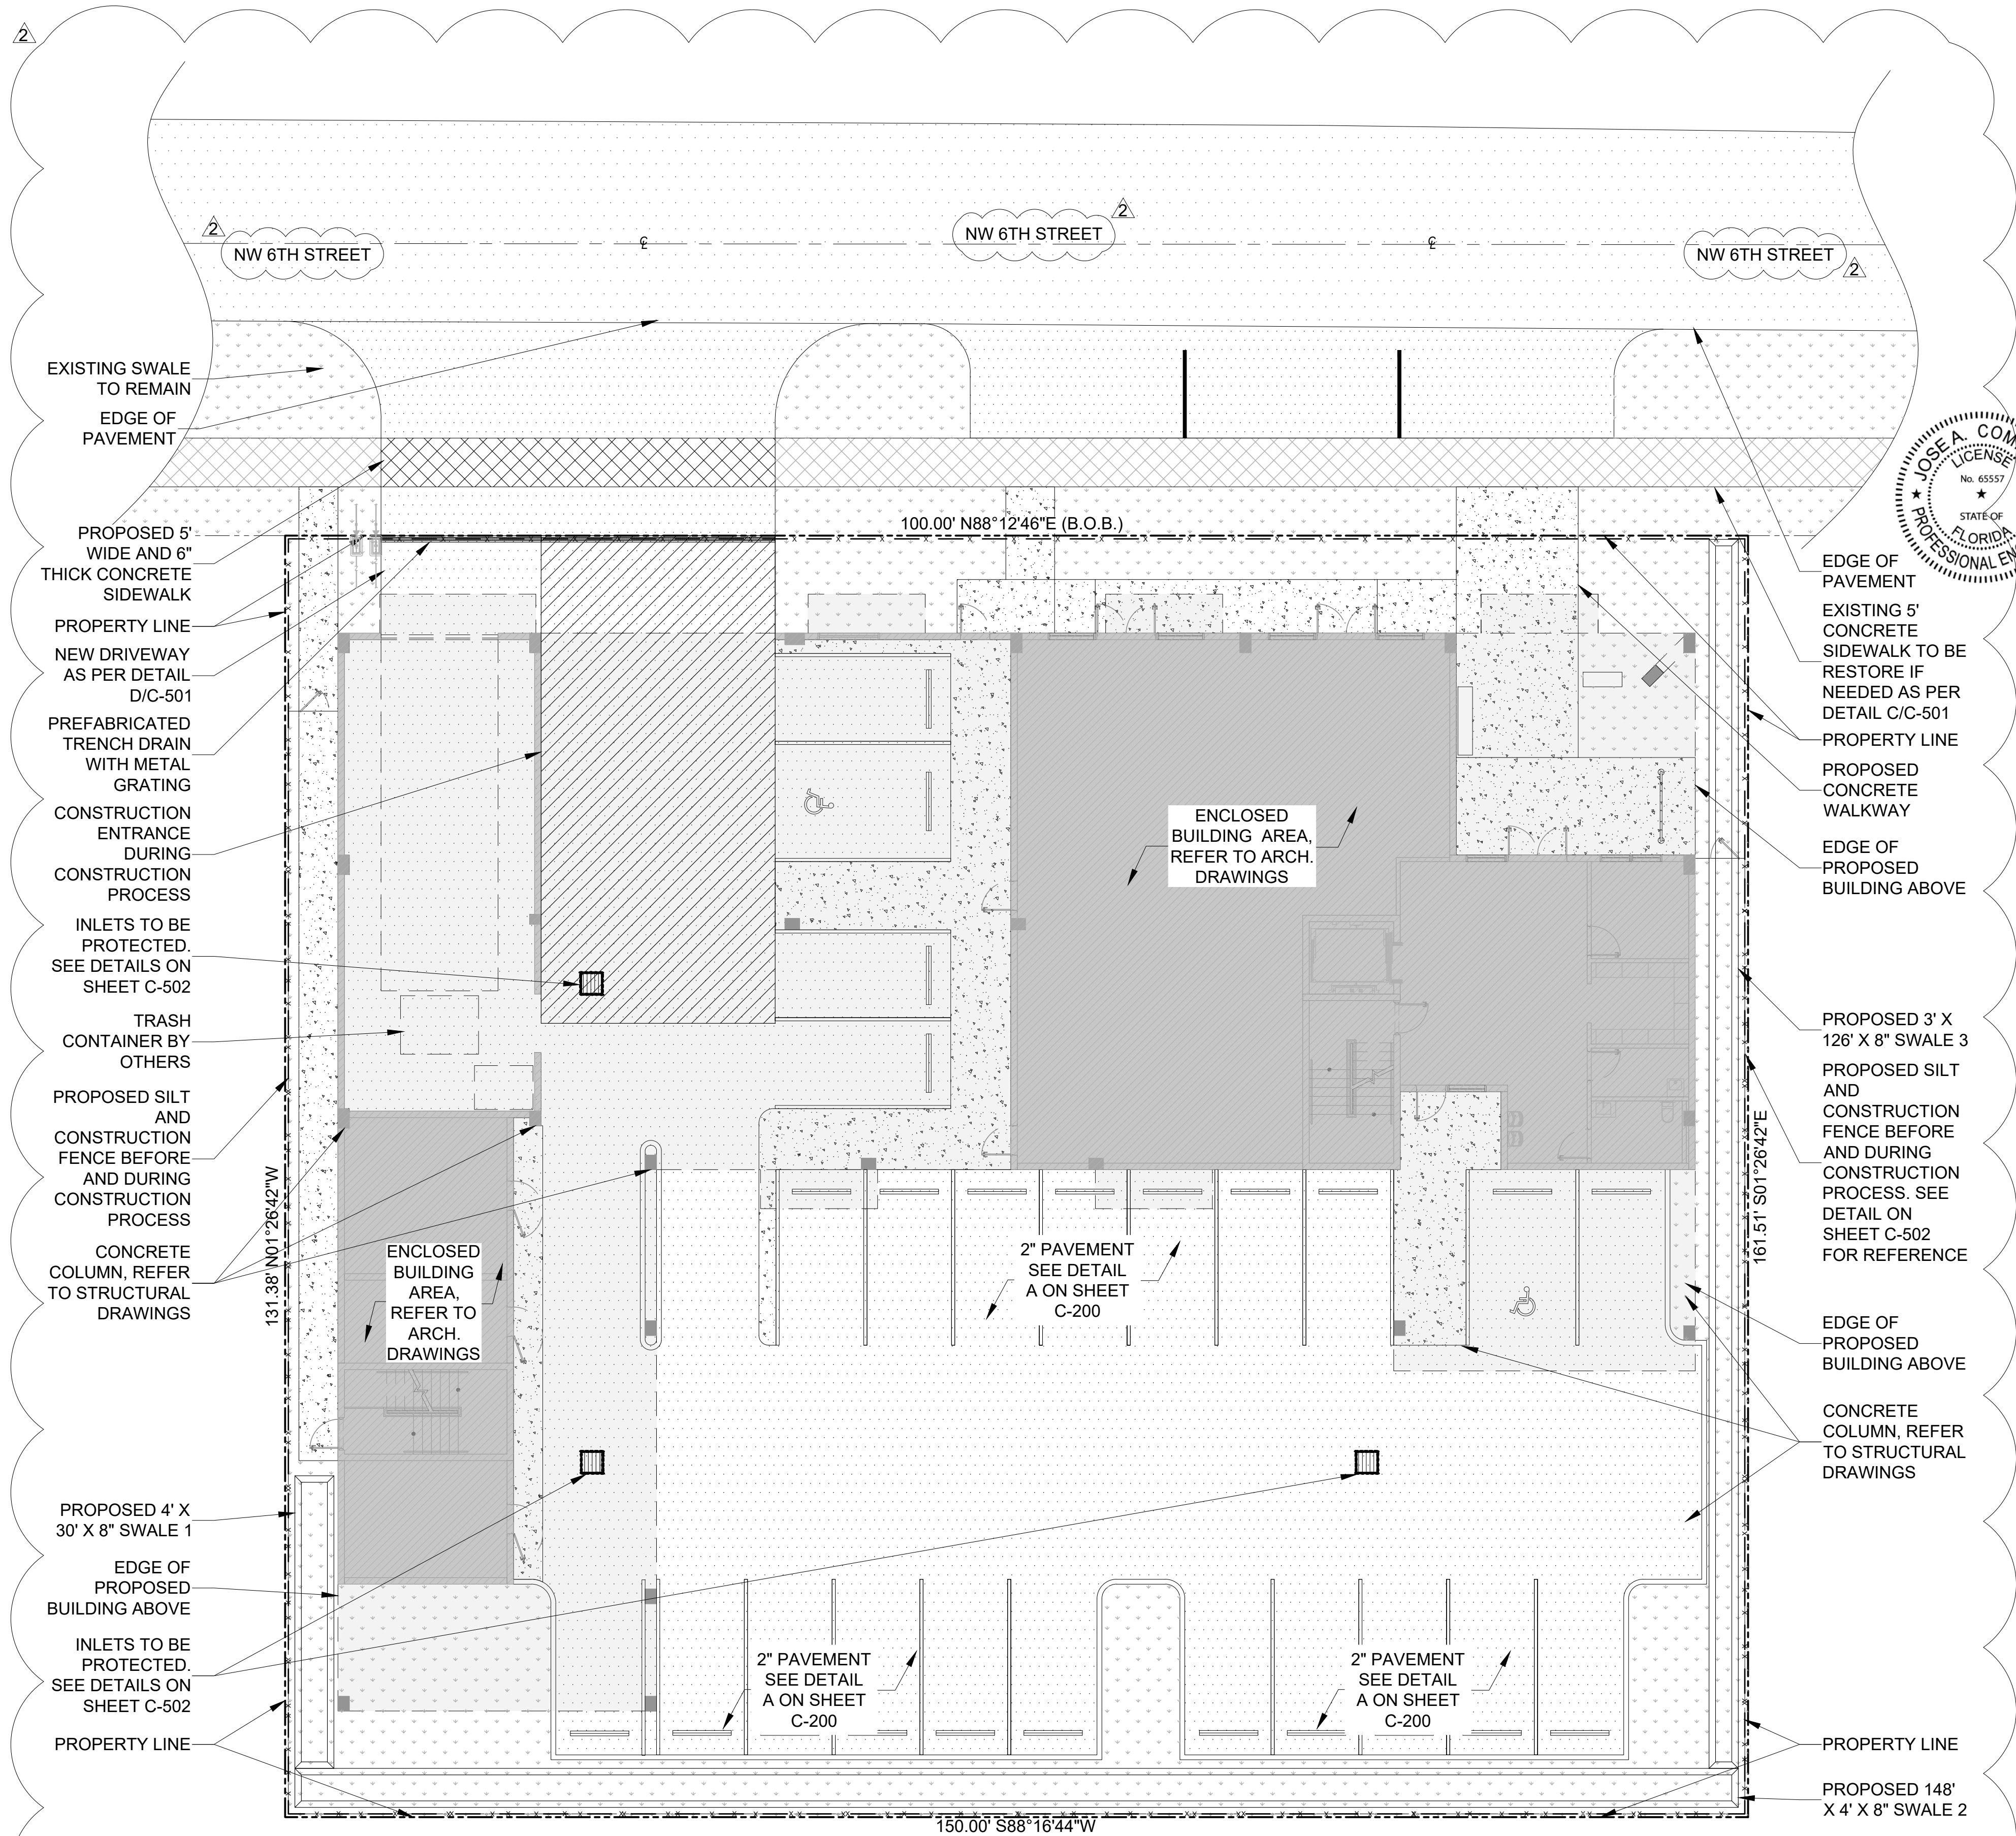 2
2
NW 6TH STREET
℄
NW 6TH STREET
2
℄
NW 6TH STREET
2
EXISTING SWALE
TO REMAIN
EDGE OF
PAVEMENT
PROPOSED 5'
WIDE AND 6"
THICK CONCRETE
SIDEWALK
PROPERTY LINE
NEW DRIVEWAY
AS PER DETAIL
D/C-501
PREFABRICATED
TRENCH DRAIN
WITH METAL
GRATING
CONSTRUCTION
ENTRANCE
DURING
CONSTRUCTION
PROCESS
INLETS TO BE
PROTECTED.
SEE DETAILS ON
SHEET C-502
TRASH
CONTAINER BY
OTHERS
PROPOSED SILT
AND
CONSTRUCTION
FENCE BEFORE
AND DURING
CONSTRUCTION
PROCESS
CONCRETE
COLUMN, REFER
TO STRUCTURAL
DRAWINGS
PROPOSED 4' X
30' X 8" SWALE 1
EDGE OF
PROPOSED
BUILDING ABOVE
INLETS TO BE
PROTECTED.
SEE DETAILS ON
SHEET C-502
PROPERTY LINE
131.38' N01°26'42"W
100.00' N88°12'46"E (B.O.B.)
ENCLOSED
BUILDING AREA,
REFER TO ARCH.
DRAWINGS
ENCLOSED
BUILDING
AREA,
REFER TO
ARCH.
DRAWINGS
2" PAVEMENT
SEE DETAIL
A ON SHEET
C-200
2" PAVEMENT
SEE DETAIL
A ON SHEET
C-200
2" PAVEMENT
SEE DETAIL
A ON SHEET
C-200
150.00' S88°16'44"W
161.51' S01°26'42"E
JOSE A.
LICENSE
No. 65557
STATE OF
FLORIDA
PROFESSIONAL
EDGE OF
PAVEMENT
EXISTING 5'
CONCRETE
SIDEWALK TO BE
RESTORE IF
NEEDED AS PER
DETAIL C/C-501
PROPERTY LINE
PROPOSED
CONCRETE
WALKWAY
EDGE OF
PROPOSED
BUILDING ABOVE
PROPOSED 3' X
126' X 8" SWALE 3
PROPOSED SILT
AND
CONSTRUCTION
FENCE BEFORE
AND DURING
CONSTRUCTION
PROCESS. SEE
DETAIL ON
SHEET C-502
FOR REFERENCE
EDGE OF
PROPOSED
BUILDING ABOVE
CONCRETE
COLUMN, REFER
TO STRUCTURAL
DRAWINGS
PROPERTY LINE
PROPOSED 148'
X 4' X 8" SWALE 2